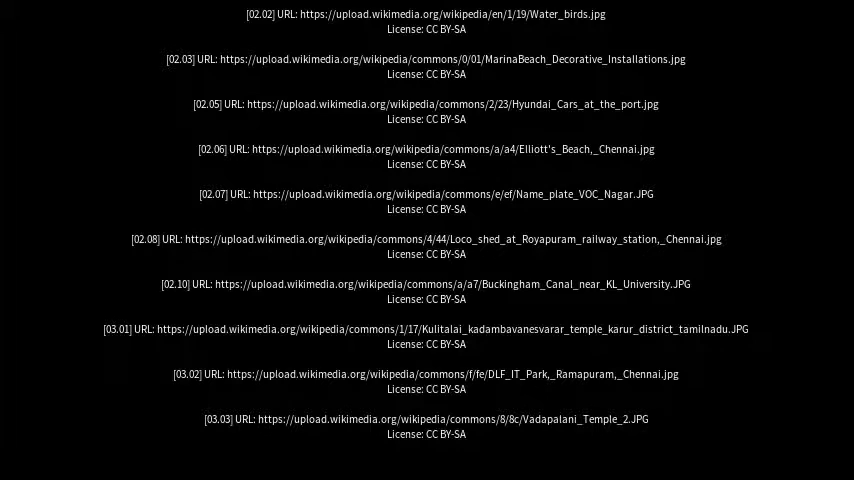 [02.02] URL: https://upload.wikimedia.org/wikipedia/en/1/19/Water_birds.jpg
License: CC BY-SA
[02.03] URL: https://upload.wikimedia.org/wikipedia/commons/0/01/MarinaBeach_Decorative_Installations.jpg
License: CC BY-SA
[02.05] URL: https://upload.wikimedia.org/wikipedia/commons/2/23/Hyundai_Cars_at_the_port.jpg
License: CC BY-SA
[02.06] URL: https://upload.wikimedia.org/wikipedia/commons/a/a4/Elliott's_Beach,_Chennai.jpg
License: CC BY-SA
[02.07] URL: https://upload.wikimedia.org/wikipedia/commons/e/ef/Name_plate_VOC_Nagar.JPG
License: CC BY-SA
[02.08] URL: https://upload.wikimedia.org/wikipedia/commons/4/44/Loco_shed_at_Royapuram_railway_station,_Chennai.jpg
License: CC BY-SA
[02.10] URL: https://upload.wikimedia.org/wikipedia/commons/a/a7/Buckingham_Canal_near_KL_University.JPG
License: CC BY-SA
[03.01] URL: https://upload.wikimedia.org/wikipedia/commons/1/17/Kulitalai_kadambavanesvarar_temple_karur_district_tamilnadu.JPG
License: CC BY-SA
[03.02] URL: https://upload.wikimedia.org/wikipedia/commons/f/fe/DLF_IT_Park,_Ramapuram,_Chennai.jpg
License: CC BY-SA
[03.03] URL: https://upload.wikimedia.org/wikipedia/commons/8/8c/Vadapalani_Temple_2.JPG
License: CC BY-SA